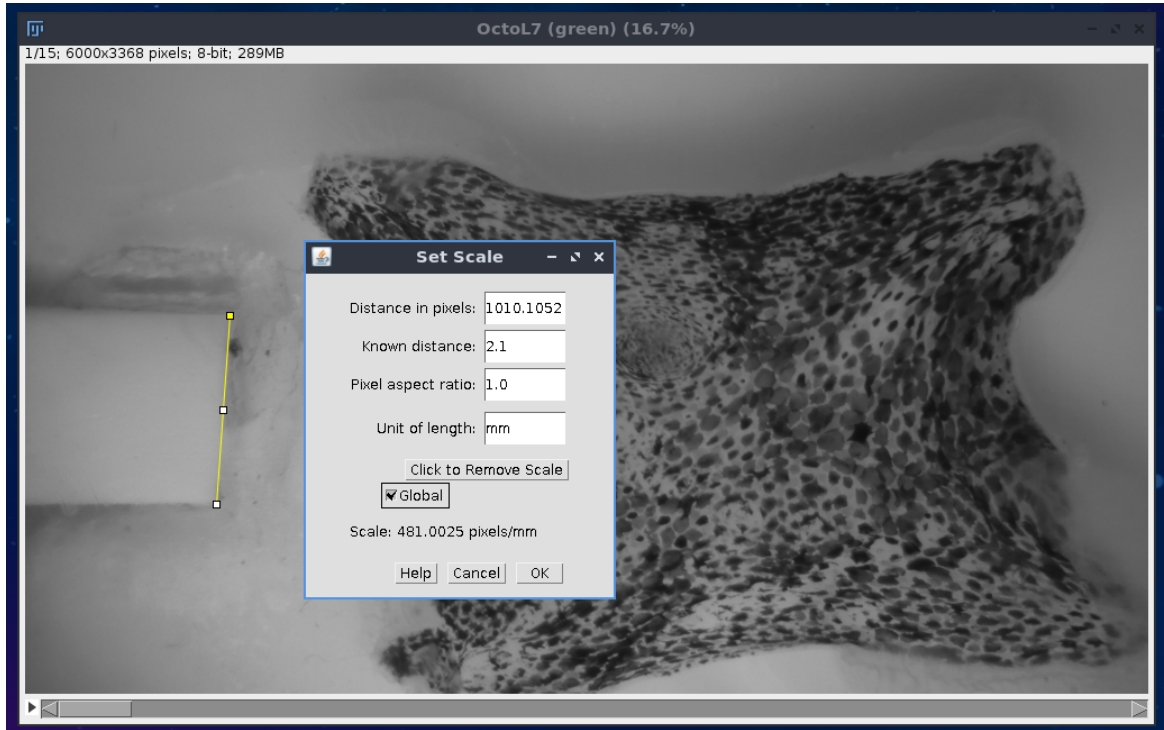 OctoL7 (green) (16.7%)
1/15; 6000x3368 pixels; 8-bit; 289MB
Set Scale
Distance in pixels: 1010.1052
Known distance: 2.1
Pixel aspect ratio: 1.0
Unit of length: mm
Click to Remove Scale
Global
Scale: 481.0025 pixels/mm
Help Cancel OK